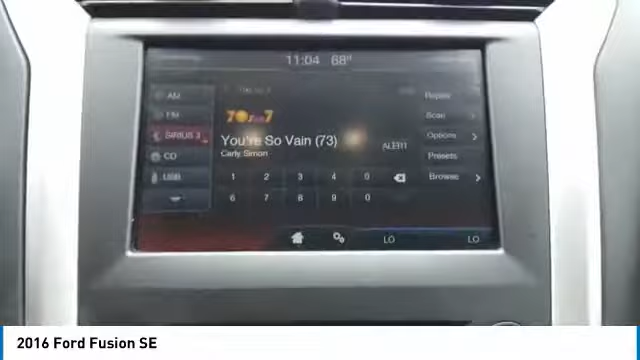 11:04 68°
AM
FM
SIRIUS 3
CD
USB
70s on 7
You're So Vain (73)
Carly Simon
ALERT
1 2 3 4 0
6 7 8 9 0
Replay
Scan
Options
Presets
Browse
LO
LO
2016 Ford Fusion SE